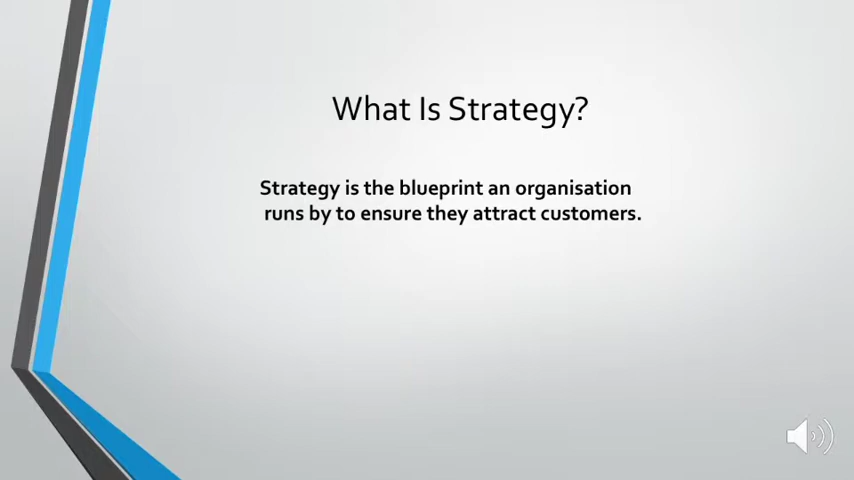 What Is Strategy?
Strategy is the blueprint an organisation
runs by to ensure they attract customers.